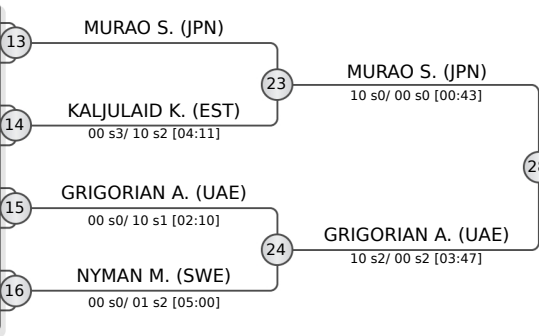 13
MURAO S. (JPN)
23
MURAO S. (JPN)
10 s0/ 00 s0 [00:43]
14
KALJULAID K. (EST)
00 s3/ 10 s2 [04:11]
15
GRIGORIAN A. (UAE)
00 s0/ 10 s1 [02:10]
24
GRIGORIAN A. (UAE)
10 s2/ 00 s2 [03:47]
16
NYMAN M. (SWE)
00 s0/ 01 s2 [05:00]